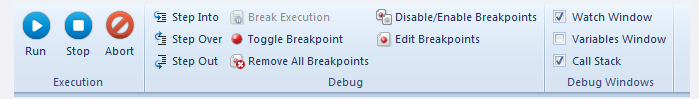 Step Into Break Execution Disable/Enable Breakpoints Watch Window
Run Stop Abort Step Over Toggle Breakpoint Edit Breakpoints Variables Window
Step Out Remove All Breakpoints Call Stack
Execution Debug Debug Windows